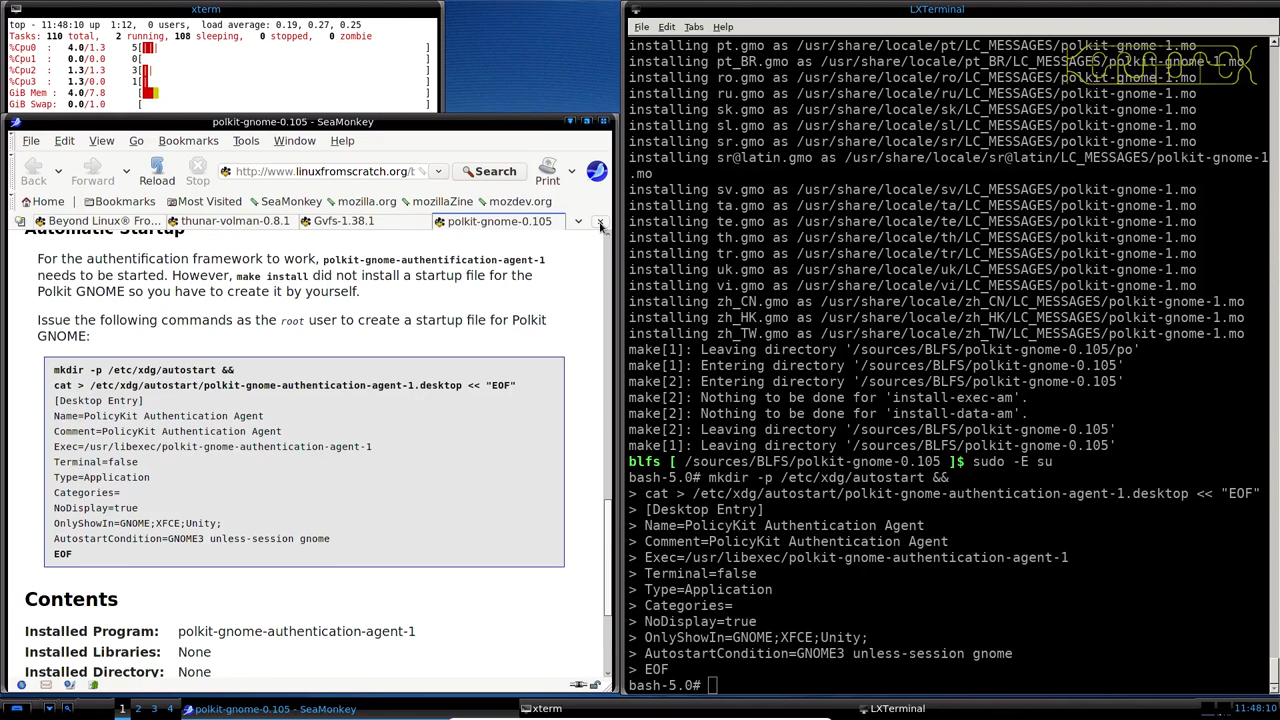 xterm
top - 11:48:10 up 1:12, 0 users, load average: 0.19, 0.27, 0.25
Tasks: 110 total, 2 running, 108 sleeping, 0 stopped, 0 zombie
%Cpu0 : 4.0/1.3 5[||| ]
%Cpu1 : 0.0/0.0 0[ ]
%Cpu2 : 1.3/1.3 3[|| ]
%Cpu3 : 1.3/0.0 1[| ]
GiB Mem : 4.0/7.8 [ ]
GiB Swap: 0.0/1.0 [ ]
polkit-gnome-0.105 - SeaMonkey
File Edit View Go Bookmarks Tools Window Help
Back Forward Reload Stop http://www.linuxfromscratch.org/b Search Print
Home Bookmarks Most Visited SeaMonkey mozilla.org mozillaZine mozdev.org
Beyond Linux® Fro... thunar-volman-0.8.1 Gvfs-1.38.1 polkit-gnome-0.105
Automatic Startup
For the authentification framework to work, polkit-gnome-authentification-agent-1
needs to be started. However, make install did not install a startup file for the
Polkit GNOME so you have to create it by yourself.
Issue the following commands as the root user to create a startup file for Polkit
GNOME:
mkdir -p /etc/xdg/autostart &&
cat > /etc/xdg/autostart/polkit-gnome-authentication-agent-1.desktop << "EOF"
[Desktop Entry]
Name=PolicyKit Authentication Agent
Comment=PolicyKit Authentication Agent
Exec=/usr/libexec/polkit-gnome-authentication-agent-1
Terminal=false
Type=Application
Categories=
NoDisplay=true
OnlyShowIn=GNOME;XFCE;Unity;
AutostartCondition=GNOME3 unless-session gnome
EOF
Contents
Installed Program: polkit-gnome-authentication-agent-1
Installed Libraries: None
Installed Directory: None
LXTerminal
File Edit Tabs Help
installing pt.gmo as /usr/share/locale/pt/LC_MESSAGES/polkit-gnome-1.mo
installing pt_BR.gmo as /usr/share/locale/pt_BR/LC_MESSAGES/polkit-gnome-1.mo
installing ro.gmo as /usr/share/locale/ro/LC_MESSAGES/polkit-gnome-1.mo
installing ru.gmo as /usr/share/locale/ru/LC_MESSAGES/polkit-gnome-1.mo
installing sk.gmo as /usr/share/locale/sk/LC_MESSAGES/polkit-gnome-1.mo
installing sl.gmo as /usr/share/locale/sl/LC_MESSAGES/polkit-gnome-1.mo
installing sr.gmo as /usr/share/locale/sr/LC_MESSAGES/polkit-gnome-1.mo
installing sr@latin.gmo as /usr/share/locale/sr@latin/LC_MESSAGES/polkit-gnome-1
.mo
installing sv.gmo as /usr/share/locale/sv/LC_MESSAGES/polkit-gnome-1.mo
installing ta.gmo as /usr/share/locale/ta/LC_MESSAGES/polkit-gnome-1.mo
installing te.gmo as /usr/share/locale/te/LC_MESSAGES/polkit-gnome-1.mo
installing th.gmo as /usr/share/locale/th/LC_MESSAGES/polkit-gnome-1.mo
installing tr.gmo as /usr/share/locale/tr/LC_MESSAGES/polkit-gnome-1.mo
installing uk.gmo as /usr/share/locale/uk/LC_MESSAGES/polkit-gnome-1.mo
installing vi.gmo as /usr/share/locale/vi/LC_MESSAGES/polkit-gnome-1.mo
installing zh_CN.gmo as /usr/share/locale/zh_CN/LC_MESSAGES/polkit-gnome-1.mo
installing zh_HK.gmo as /usr/share/locale/zh_HK/LC_MESSAGES/polkit-gnome-1.mo
installing zh_TW.gmo as /usr/share/locale/zh_TW/LC_MESSAGES/polkit-gnome-1.mo
make[1]: Leaving directory '/sources/BLFS/polkit-gnome-0.105/po'
make[1]: Entering directory '/sources/BLFS/polkit-gnome-0.105'
make[2]: Entering directory '/sources/BLFS/polkit-gnome-0.105'
make[2]: Nothing to be done for 'install-exec-am'.
make[2]: Nothing to be done for 'install-data-am'.
make[2]: Leaving directory '/sources/BLFS/polkit-gnome-0.105'
make[1]: Leaving directory '/sources/BLFS/polkit-gnome-0.105'
blfs [ /sources/BLFS/polkit-gnome-0.105 ]$ sudo -E su
bash-5.0# mkdir -p /etc/xdg/autostart &&
> cat > /etc/xdg/autostart/polkit-gnome-authentication-agent-1.desktop << "EOF"
> [Desktop Entry]
> Name=PolicyKit Authentication Agent
> Comment=PolicyKit Authentication Agent
> Exec=/usr/libexec/polkit-gnome-authentication-agent-1
> Terminal=false
> Type=Application
> Categories=
> NoDisplay=true
> OnlyShowIn=GNOME;XFCE;Unity;
> AutostartCondition=GNOME3 unless-session gnome
> EOF
bash-5.0#
1 2 3 4 polkit-gnome-0.105 - SeaMonkey xterm LXTerminal 11:48:10